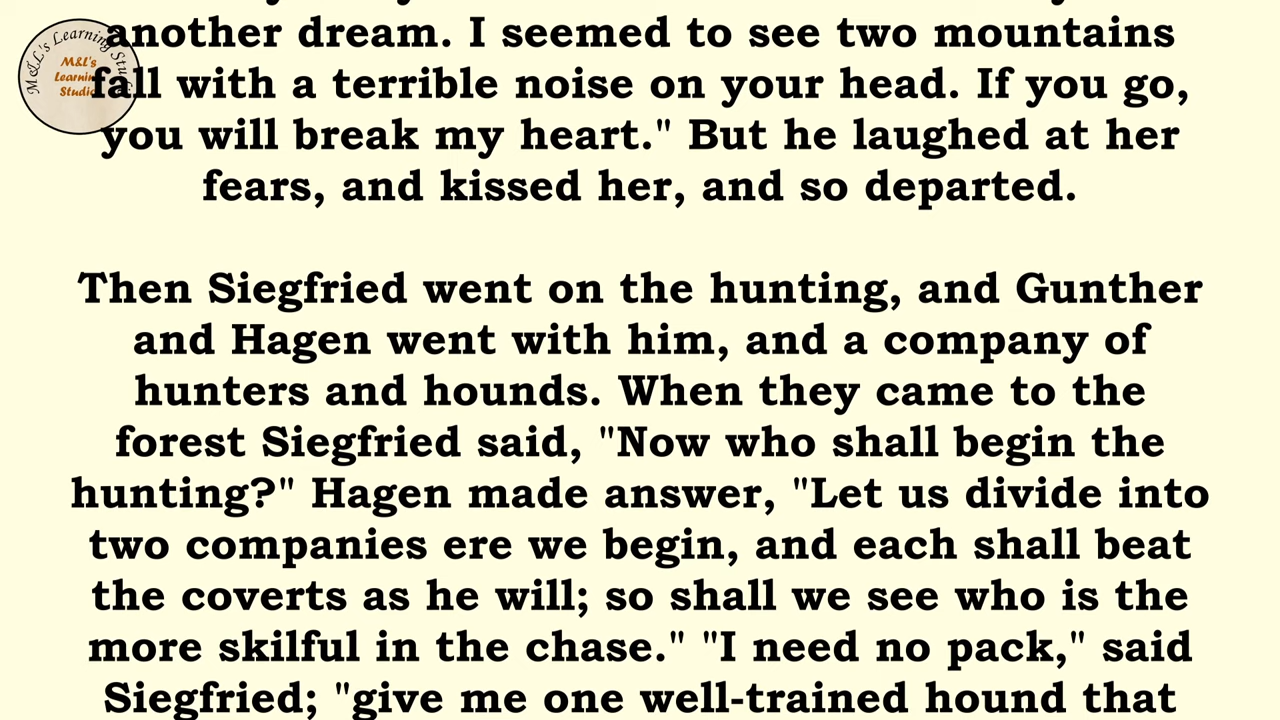 another dream. I seemed to see two mountains
fall with a terrible noise on your head. If you go,
you will break my heart." But he laughed at her
fears, and kissed her, and so departed.
Then Siegfried went on the hunting, and Gunther
and Hagen went with him, and a company of
hunters and hounds. When they came to the
forest Siegfried said, "Now who shall begin the
hunting?" Hagen made answer, "Let us divide into
two companies ere we begin, and each shall beat
the coverts as he will; so shall we see who is the
more skilful in the chase." "I need no pack," said
Siegfried; "give me one well-trained hound that
M&L's Learning Studio
M&L's
Learning
Studio